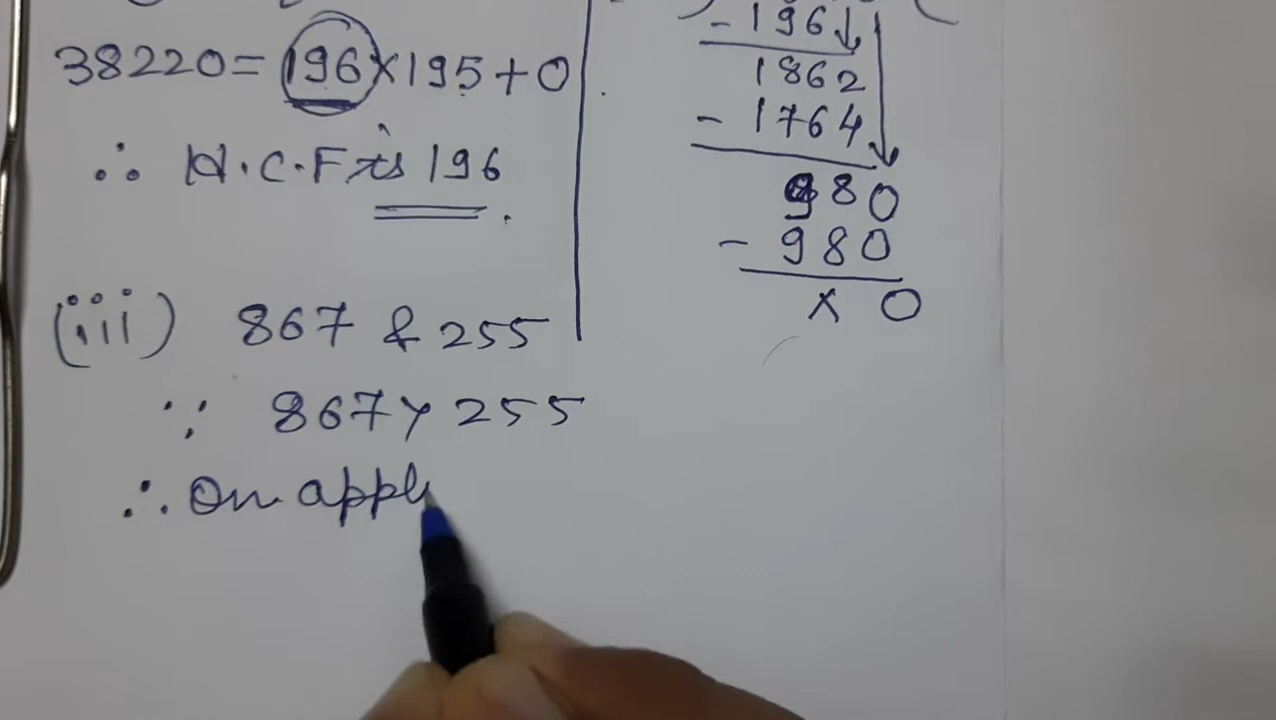 38220 = 196 × 195 + 0
∴ H.C.F is 196.
(iii) 867 & 255
∵ 867 > 255
∴ On appl
- 196
1862
- 1764
980
- 980
× 0